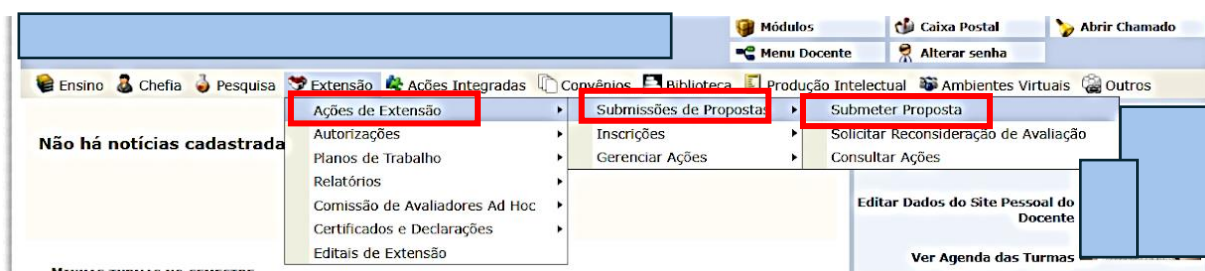 Módulos Caixa Postal Abrir Chamado
Menu Docente Alterar senha
Ensino Chefia Pesquisa Extensão Ações Integradas Convênios Biblioteca Produção Intelectual Ambientes Virtuais Outros
Ações de Extensão Submissões de Propostas Submeter Proposta
Não há notícias cadastrada Autorizações Inscrições Solicitar Reconsideração de Avaliação
Planos de Trabalho Gerenciar Ações Consultar Ações
Relatórios
Comissão de Avaliadores Ad Hoc Editar Dados do Site Pessoal do
Docente
Certificados e Declarações
Editais de Extensão Ver Agenda das Turmas